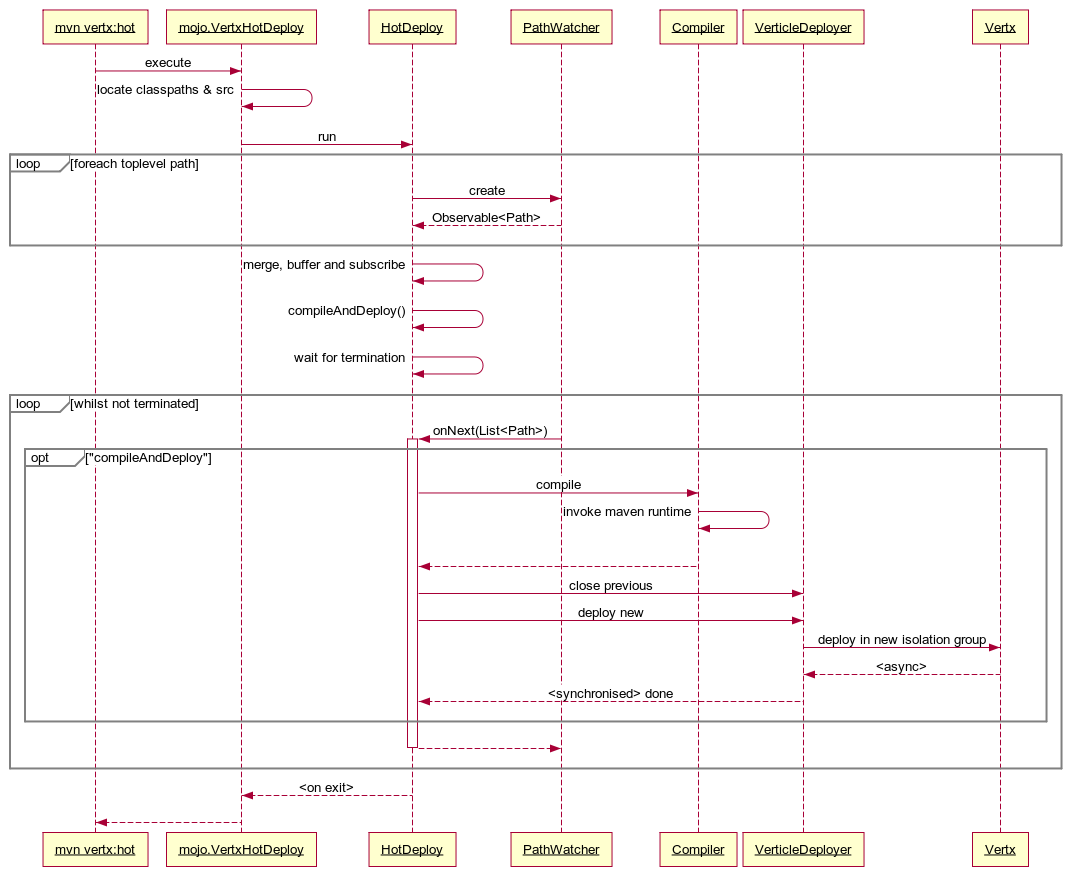 mvn vertx:hot
mojo.VertxHotDeploy
HotDeploy
PathWatcher
Compiler
VerticleDeployer
Vertx
execute
locate classpaths & src
run
loop
[foreach toplevel path]
create
Observable<Path>
merge, buffer and subscribe
compileAndDeploy()
wait for termination
loop
[whilst not terminated]
onNext(List<Path>)
opt
["compileAndDeploy"]
compile
invoke maven runtime
close previous
deploy new
deploy in new isolation group
<async>
<synchronised> done
<on exit>
mvn vertx:hot
mojo.VertxHotDeploy
HotDeploy
PathWatcher
Compiler
VerticleDeployer
Vertx